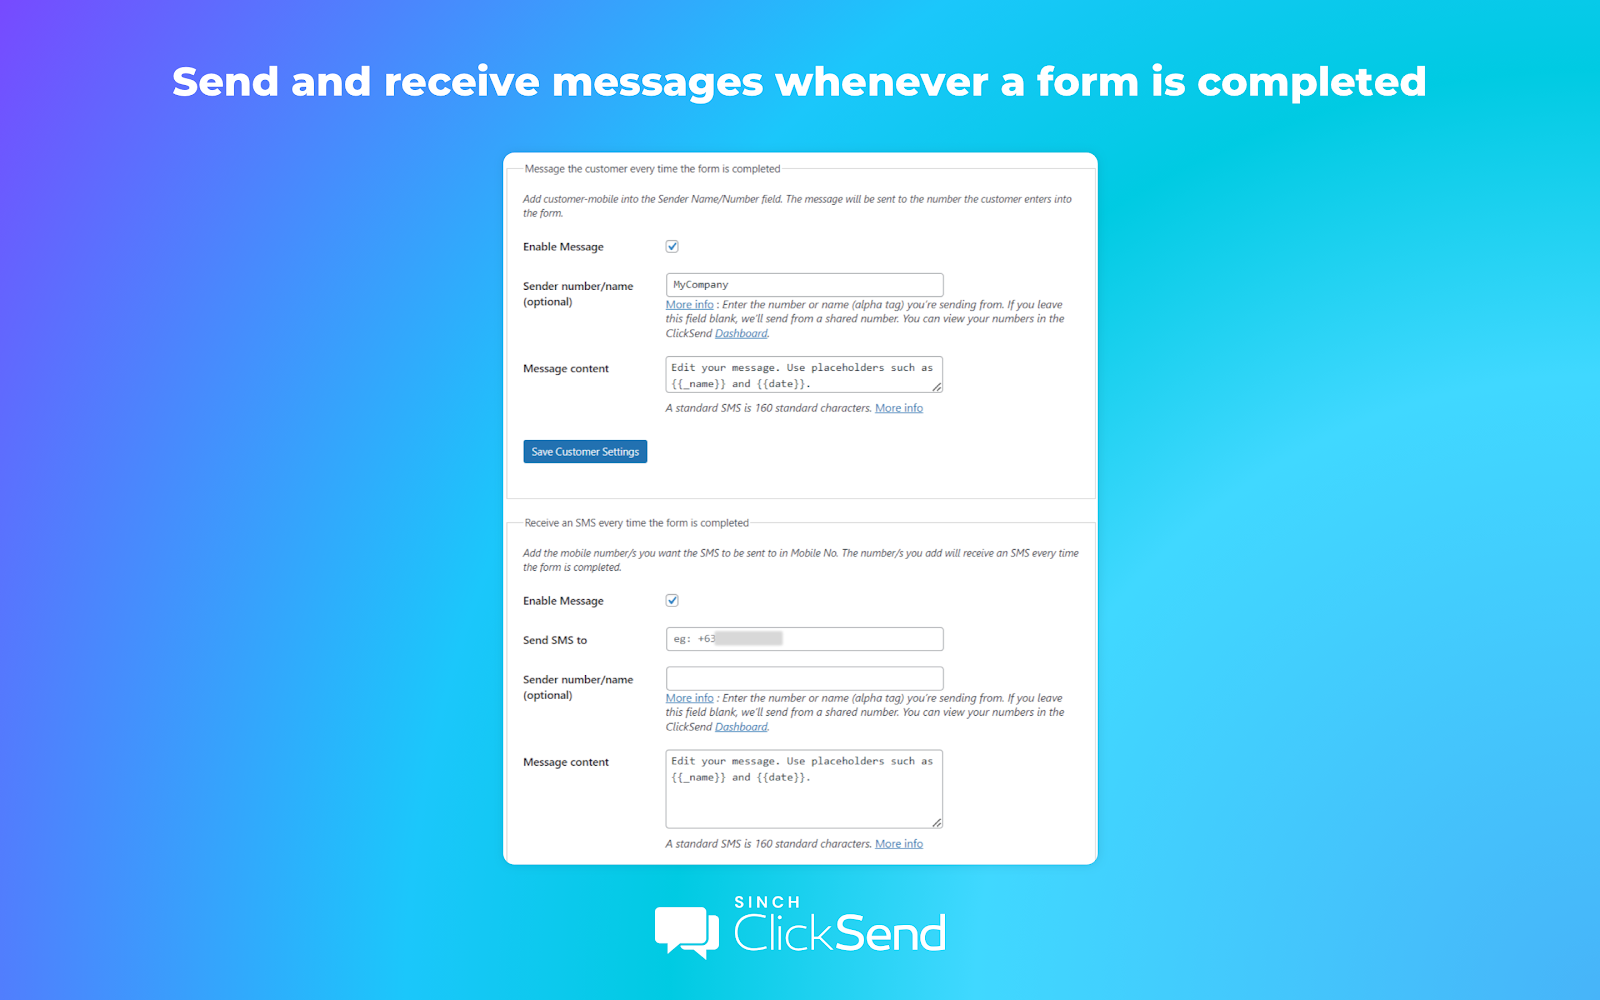 Send and receive messages whenever a form is completed
Message the customer every time the form is completed
Add customer-mobile into the Sender Name/Number field. The message will be sent to the number the customer enters into
the form.
Enable Message
Sender number/name
(optional)
MyCompany
More info : Enter the number or name (alpha tag) you're sending from. If you leave
this field blank, we'll send from a shared number. You can view your numbers in the
ClickSend Dashboard.
Message content
Edit your message. Use placeholders such as
{{_name}} and {{date}}.
A standard SMS is 160 standard characters. More info
Save Customer Settings
Receive an SMS every time the form is completed
Add the mobile number/s you want the SMS to be sent to in Mobile No. The number/s you add will receive an SMS every time
the form is completed.
Enable Message
Send SMS to
eg: +63
Sender number/name
(optional)
More info : Enter the number or name (alpha tag) you're sending from. If you leave
this field blank, we'll send from a shared number. You can view your numbers in the
ClickSend Dashboard.
Message content
Edit your message. Use placeholders such as
{{_name}} and {{date}}.
A standard SMS is 160 standard characters. More info
SINCH
ClickSend